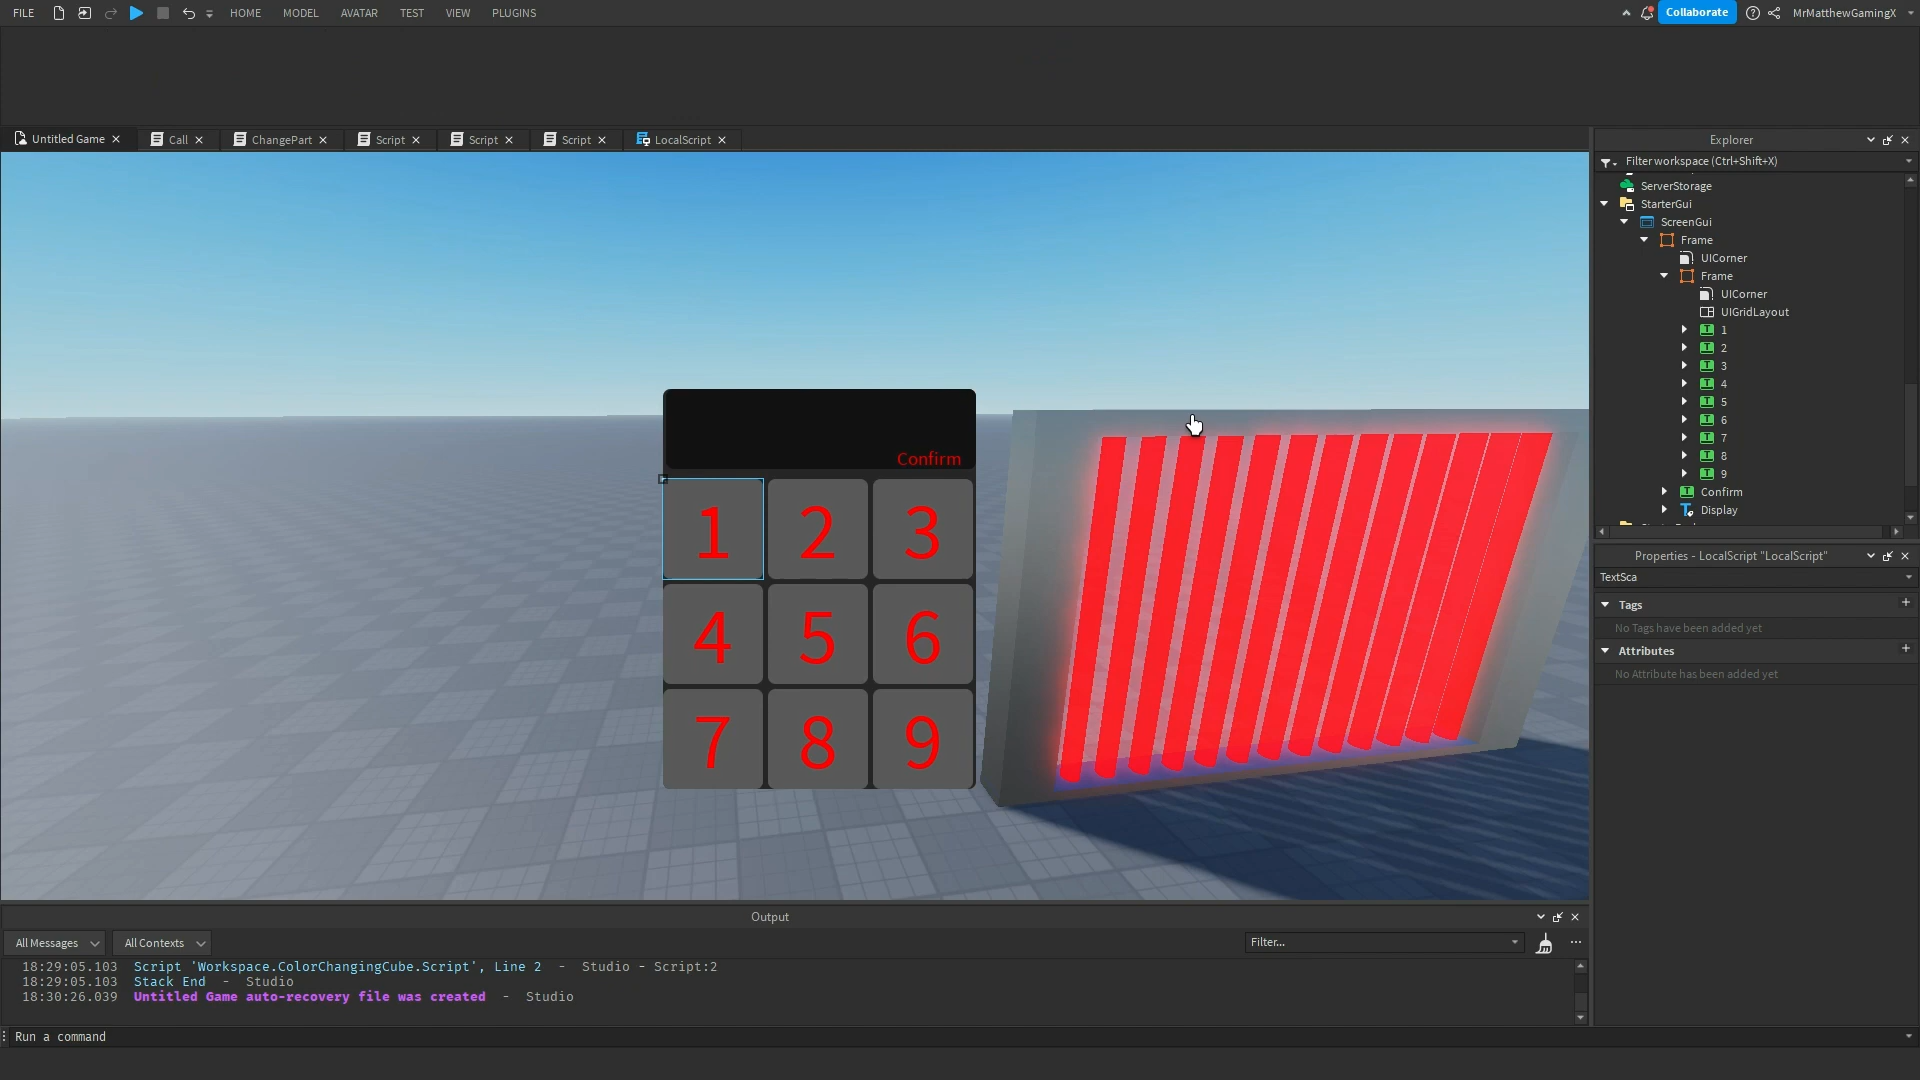 FILE HOME MODEL AVATAR TEST VIEW PLUGINS Collaborate MrMatthewGamingX
Untitled Game Call ChangePart Script Script Script LocalScript
Explorer
Filter workspace (Ctrl+Shift+X)
ServerStorage
StarterGui
ScreenGui
Frame
UICorner
Frame
UICorner
UIGridLayout
1
2
3
4
5
6
7
8
9
Confirm
Display
Confirm
1 2 3
4 5 6
7 8 9
Properties - LocalScript "LocalScript"
TextSca
Tags
No Tags have been added yet
Attributes
No Attribute has been added yet
Output
All Messages All Contexts Filter...
18:29:05.103 Script 'Workspace.ColorChangingCube.Script', Line 2 - Studio - Script:2
18:29:05.103 Stack End - Studio
18:30:26.039 Untitled Game auto-recovery file was created - Studio
Run a command